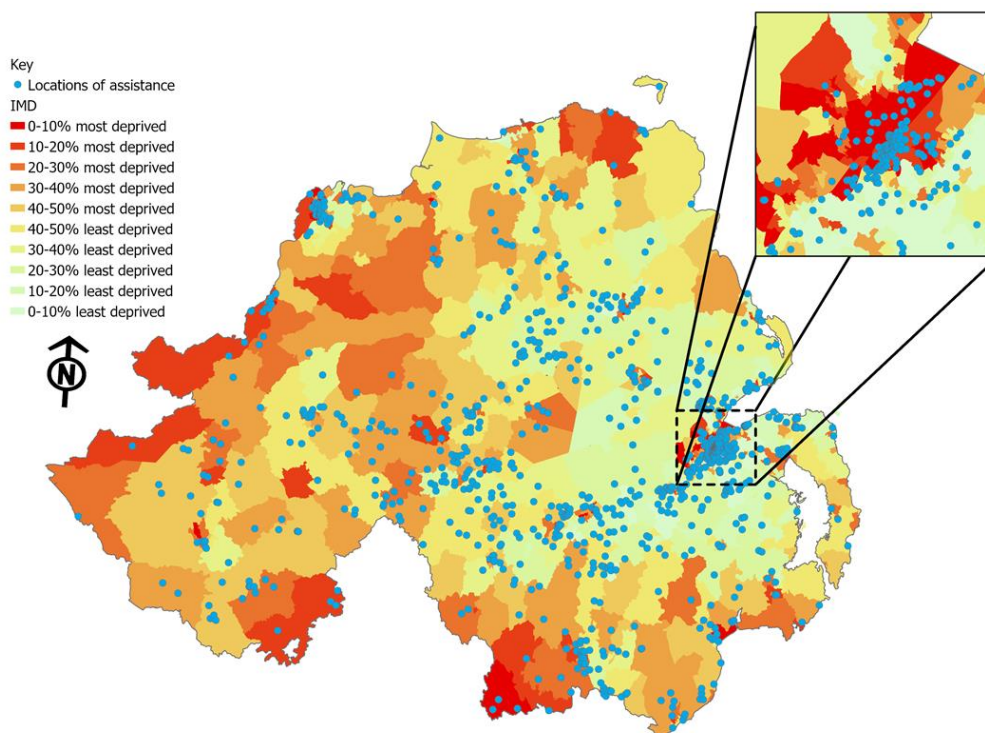 Key
Locations of assistance
IMD
0-10% most deprived
10-20% most deprived
20-30% most deprived
30-40% most deprived
40-50% most deprived
40-50% least deprived
30-40% least deprived
20-30% least deprived
10-20% least deprived
0-10% least deprived
N